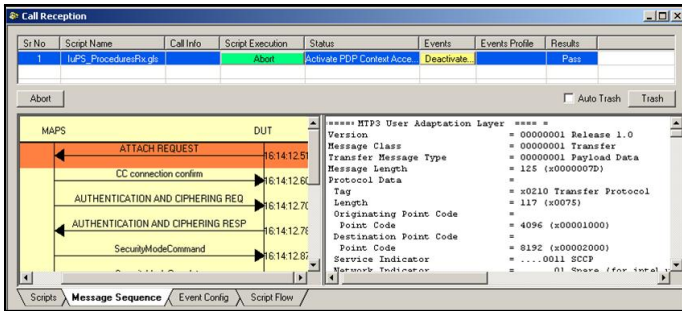 Call Reception
Sr No Script Name Call Info Script Execution Status Events Events Profile Results
1 IuPS_ProceduresRx.gls Abort Activate PDP Context Acce... Deactivate... Pass
Abort Auto Trash Trash
MAPS DUT
ATTACH REQUEST
16:14:12.51
CC connection confirm
16:14:12.60
AUTHENTICATION AND CIPHERING REQ
16:14:12.70
AUTHENTICATION AND CIPHERING RESP
16:14:12.78
SecurityModeCommand
16:14:12.87
===== MTP3 User Adaptation Layer ==== =
Version = 00000001 Release 1.0
Message Class = 00000001 Transfer
Transfer Message Type = 00000001 Payload Data
Message Length = 125 (x0000007D)
Protocol Data =
Tag = x0210 Transfer Protocol
Length = 117 (x0075)
Originating Point Code =
Point Code = 4096 (x00001000)
Destination Point Code =
Point Code = 8192 (x00002000)
Service Indicator = ....0011 SCCP
Network Indicator = 01 Spare (for intel
Scripts Message Sequence Event Config Script Flow